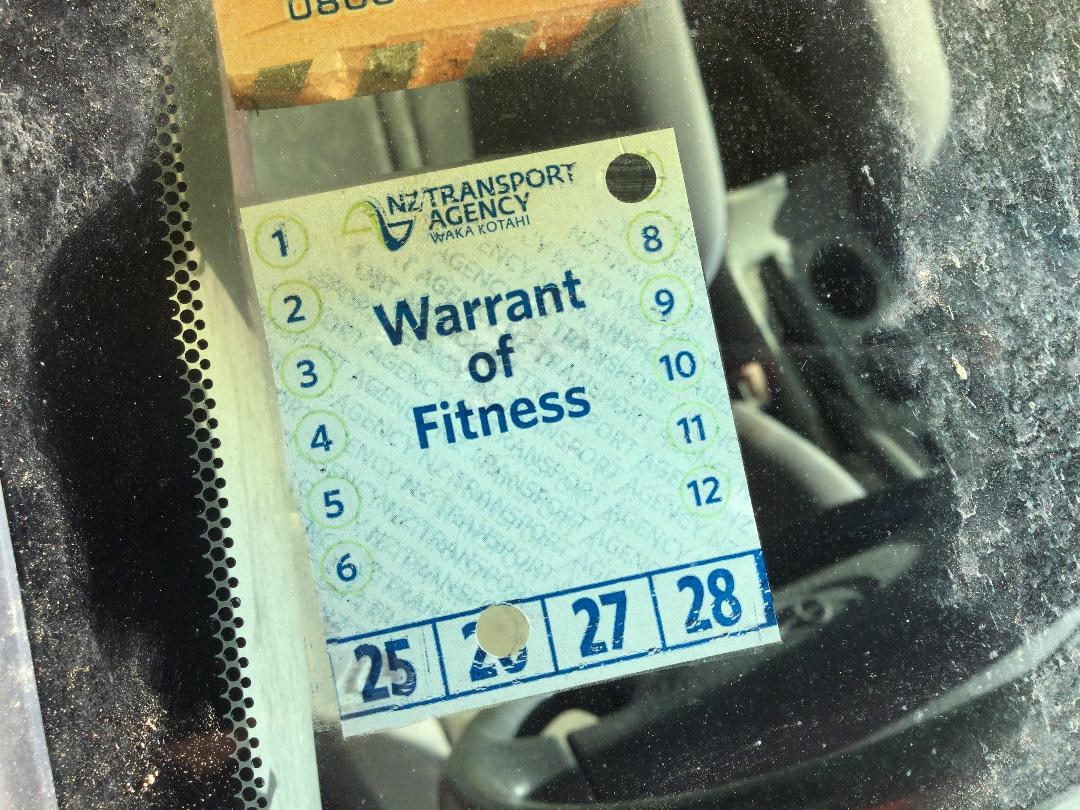 NZ TRANSPORT
AGENCY
WAKA KOTAHI
Warrant
of
Fitness
1
2
3
4
5
6
8
9
10
11
12
25
27
28